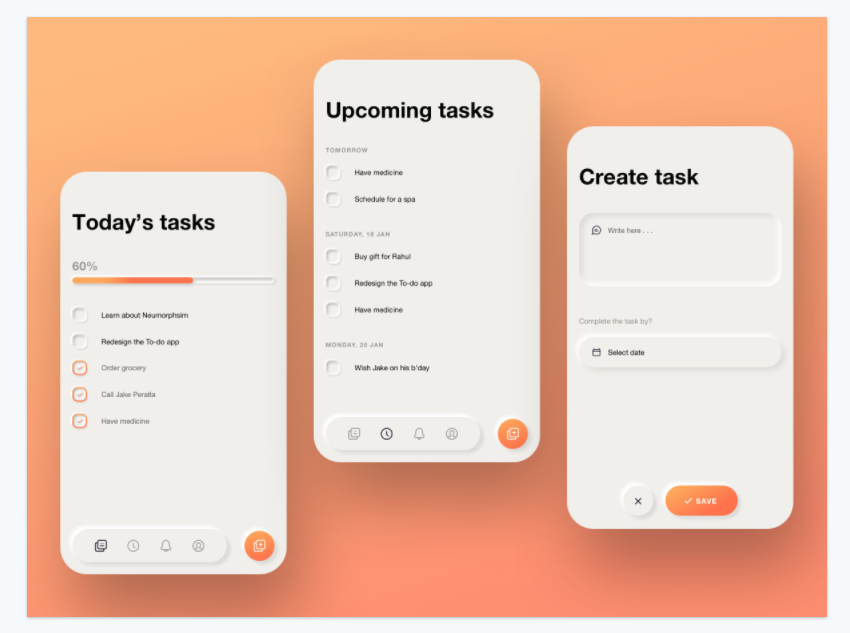 Today's tasks
60%
Learn about Neumorphsim
Redesign the To-do app
Order grocery
Call Jake Peralta
Have medicine
Upcoming tasks
TOMORROW
Have medicine
Schedule for a spa
SATURDAY, 18 JAN
Buy gift for Rahul
Redesign the To-do app
Have medicine
MONDAY, 20 JAN
Wish Jake on his b'day
Create task
Write here . . .
Complete the task by?
Select date
SAVE